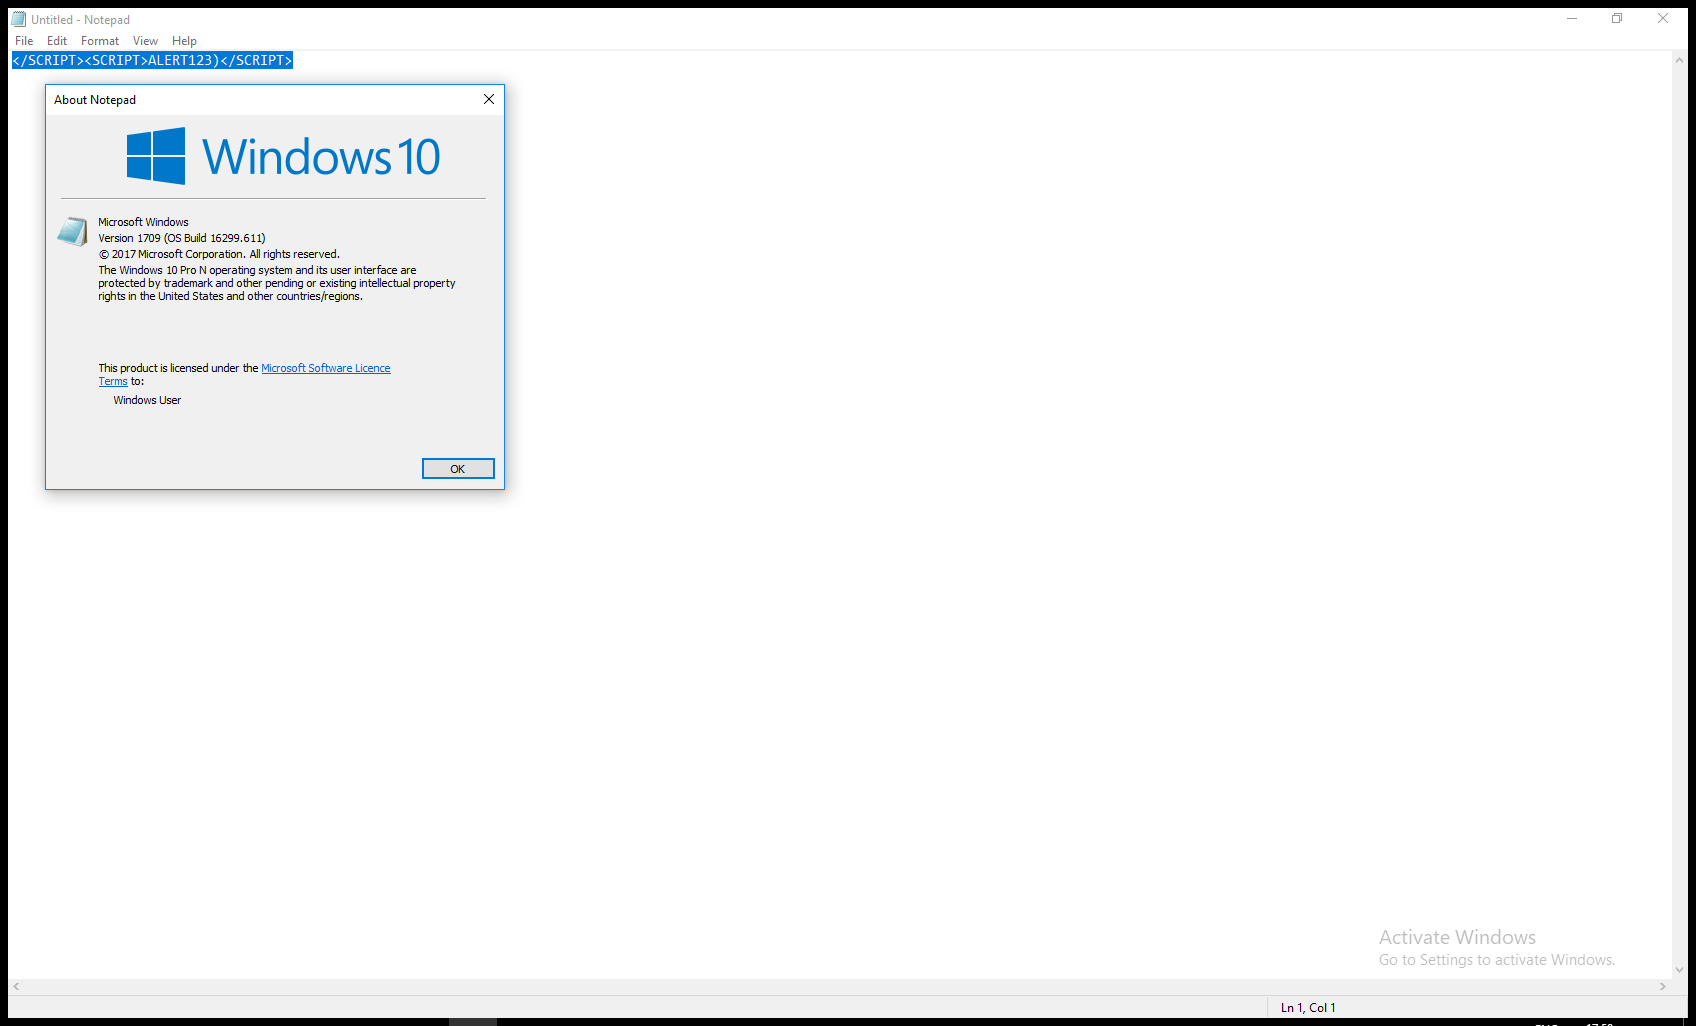 Untitled - Notepad
File Edit Format View Help
</SCRIPT><SCRIPT>ALERT123)</SCRIPT>
About Notepad
Windows 10
Microsoft Windows
Version 1709 (OS Build 16299.611)
© 2017 Microsoft Corporation. All rights reserved.
The Windows 10 Pro N operating system and its user interface are
protected by trademark and other pending or existing intellectual property
rights in the United States and other countries/regions.
This product is licensed under the Microsoft Software Licence
Terms to:
Windows User
OK
Activate Windows
Go to Settings to activate Windows.
Ln 1, Col 1